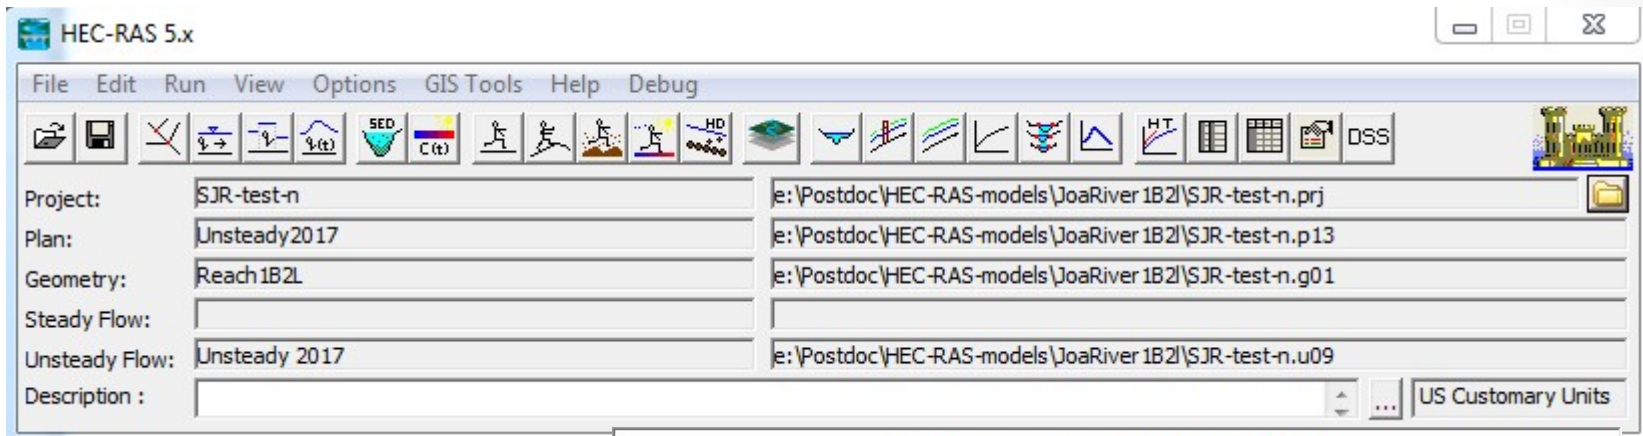 HEC-RAS 5.x
File Edit Run View Options GIS Tools Help Debug
SED C(t) HD HT DSS
Project: SJR-test-n e:\Postdoc\HEC-RAS-models\JoaRiver1B2l\SJR-test-n.prj
Plan: Unsteady2017 e:\Postdoc\HEC-RAS-models\JoaRiver1B2l\SJR-test-n.p13
Geometry: Reach1B2L e:\Postdoc\HEC-RAS-models\JoaRiver1B2l\SJR-test-n.g01
Steady Flow:
Unsteady Flow: Unsteady 2017 e:\Postdoc\HEC-RAS-models\JoaRiver1B2l\SJR-test-n.u09
Description : ... US Customary Units